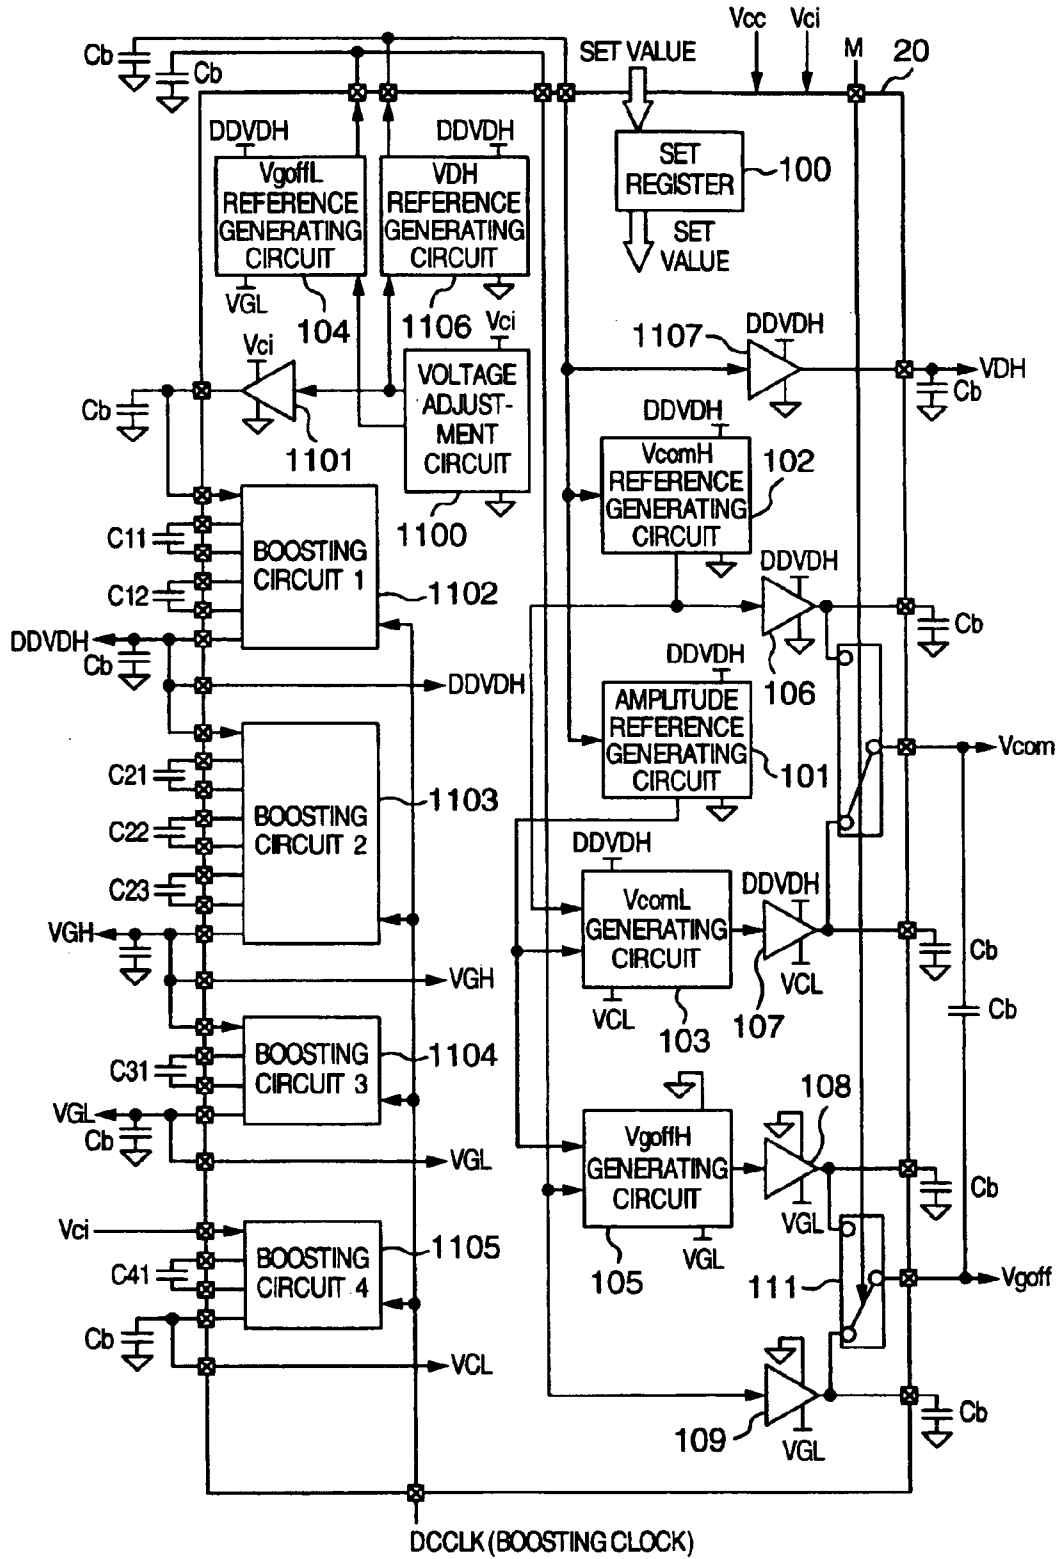 Vcc
Vci
Cb
Cb
SET VALUE
M
20
DDVDH
DDVDH
VgoffL
REFERENCE
GENERATING
CIRCUIT
VDH
REFERENCE
GENERATING
CIRCUIT
SET
REGISTER
100
SET
VALUE
VGL
104
1106
Vci
Vci
1107
DDVDH
VDH
Cb
Cb
1101
VOLTAGE
ADJUST-
MENT
CIRCUIT
1100
DDVDH
VcomH
REFERENCE
GENERATING
CIRCUIT
102
C11
C12
BOOSTING
CIRCUIT 1
1102
DDVDH
Cb
106
DDVDH
Cb
DDVDH
DDVDH
AMPLITUDE
REFERENCE
GENERATING
CIRCUIT
101
Vcom
C21
C22
C23
BOOSTING
CIRCUIT 2
1103
DDVDH
VcomL
GENERATING
CIRCUIT
DDVDH
VGH
Cb
VGH
VCL
103
VCL
107
Cb
C31
BOOSTING
CIRCUIT 3
1104
VGL
Cb
VGL
VgoffH
GENERATING
CIRCUIT
108
Cb
VGL
105
VGL
111
Vgoff
Vci
C41
BOOSTING
CIRCUIT 4
1105
Cb
VCL
109
VGL
Cb
DCCLK (BOOSTING CLOCK)